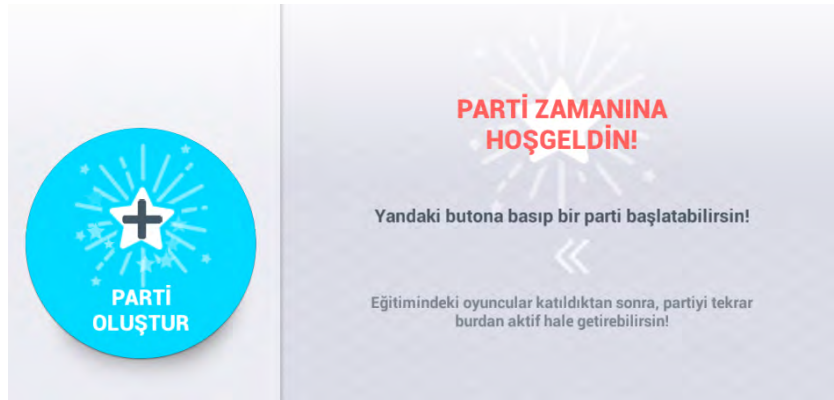 PARTİ
OLUŞTUR
PARTİ ZAMANINA
HOŞGELDİN!
Yandaki butona basıp bir parti başlatabilirsin!
Eğitimindeki oyuncular katıldıktan sonra, partiyi tekrar
burdan aktif hale getirebilirsin!